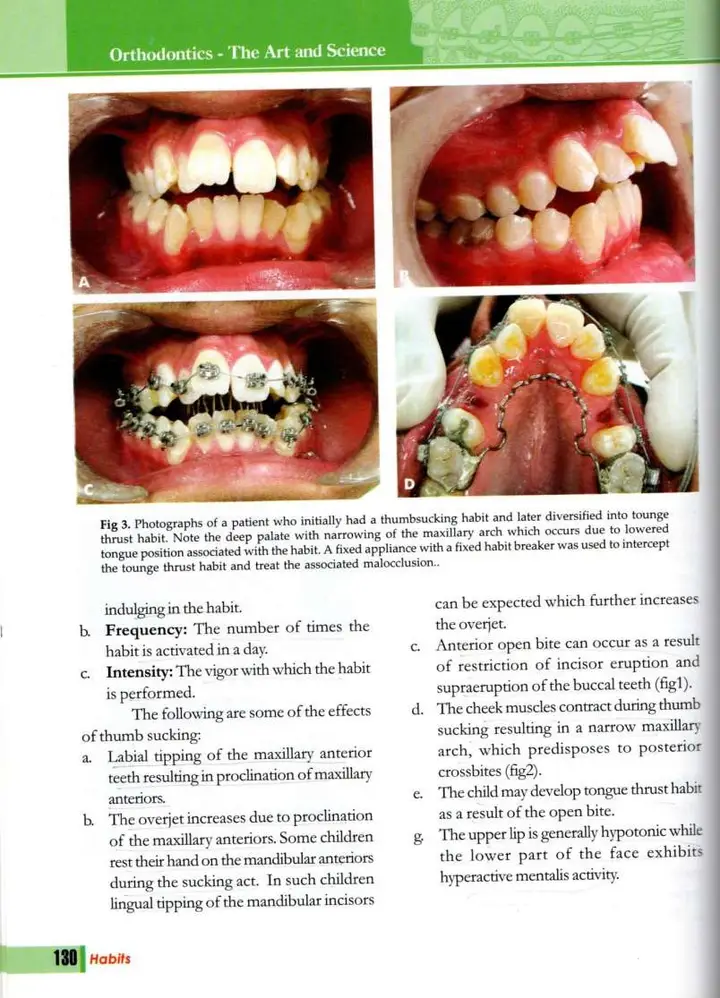 Orthodontics - The Art and Science
A
B
C
D
Fig 3. Photographs of a patient who initially had a thumbsucking habit and later diversified into tounge
thrust habit. Note the deep palate with narrowing of the maxillary arch which occurs due to lowered
tongue position associated with the habit. A fixed appliance with a fixed habit breaker was used to intercept
the tounge thrust habit and treat the associated malocclusion..
indulging in the habit.
b. Frequency: The number of times the
habit is activated in a day.
c. Intensity: The vigor with which the habit
is performed.
The following are some of the effects
of thumb sucking:
a. Labial tipping of the maxillary anterior
teeth resulting in proclination of maxillary
anteriors.
b. The overjet increases due to proclination
of the maxillary anteriors. Some children
rest their hand on the mandibular anteriors
during the sucking act. In such children
lingual tipping of the mandibular incisors
can be expected which further increases
the overjet.
c. Anterior open bite can occur as a result
of restriction of incisor eruption and
supraeruption of the buccal teeth (fig1).
d. The cheek muscles contract during thumb
sucking resulting in a narrow maxillary
arch, which predisposes to posterior
crossbites (fig2).
e. The child may develop tongue thrust habit
as a result of the open bite.
g. The upper lip is generally hypotonic while
the lower part of the face exhibits
hyperactive mentalis activity.
130 Habits